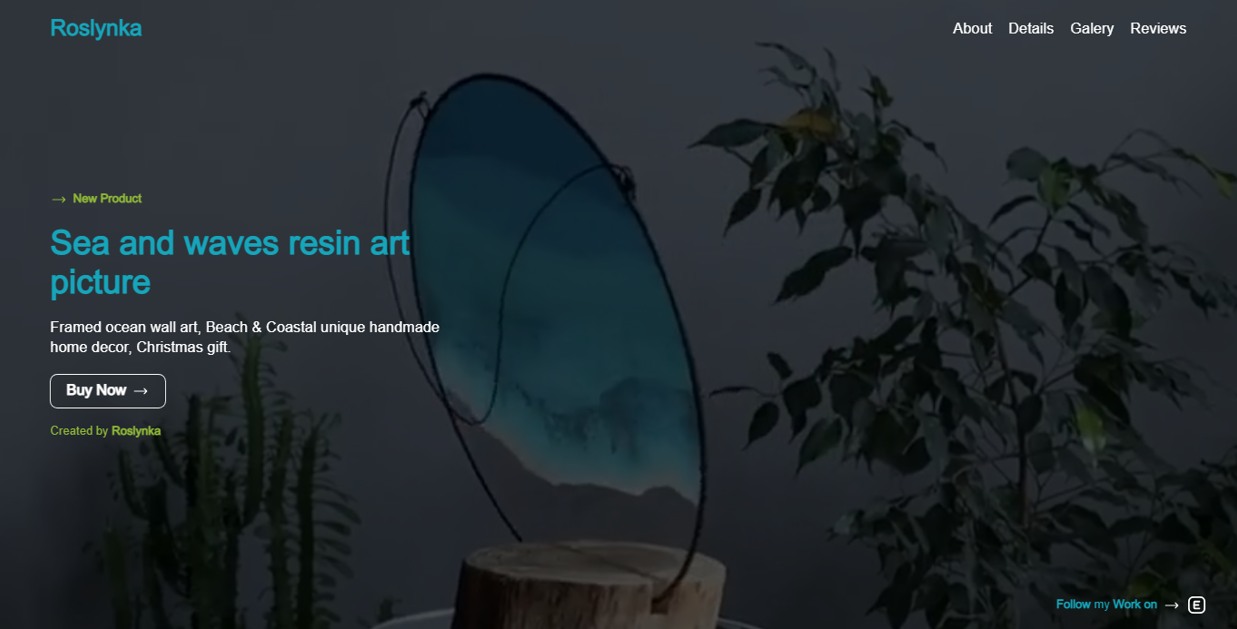 Roslynka
About Details Galery Reviews
→ New Product
Sea and waves resin art
picture
Framed ocean wall art, Beach & Coastal unique handmade
home decor, Christmas gift.
Buy Now →
Created by Roslynka
Follow my Work on → E